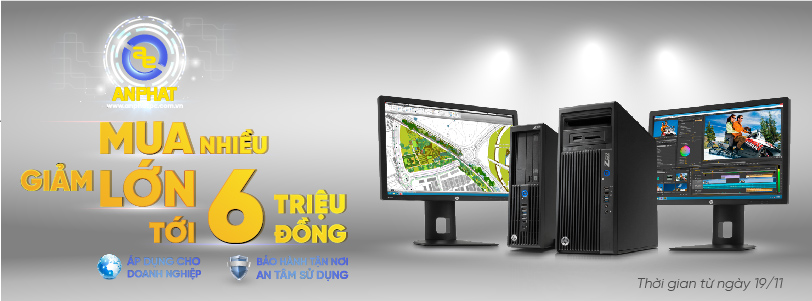 ANPHAT
MUA NHIỀU
GIẢM LỚN
TỚI 6 TRIỆU
ĐỒNG
ÁP DỤNG CHO
DOANH NGHIỆP
BẢO HÀNH TẬN NƠI
AN TÂM SỬ DỤNG
Thời gian từ ngày 19/11